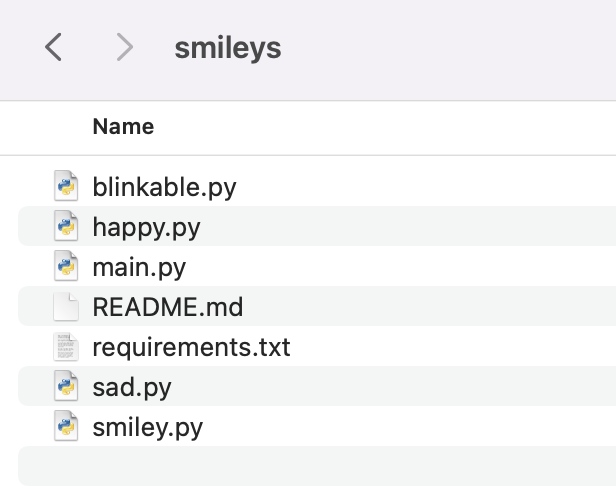 smileys
Name
blinkable.py
happy.py
main.py
README.md
requirements.txt
sad.py
smiley.py